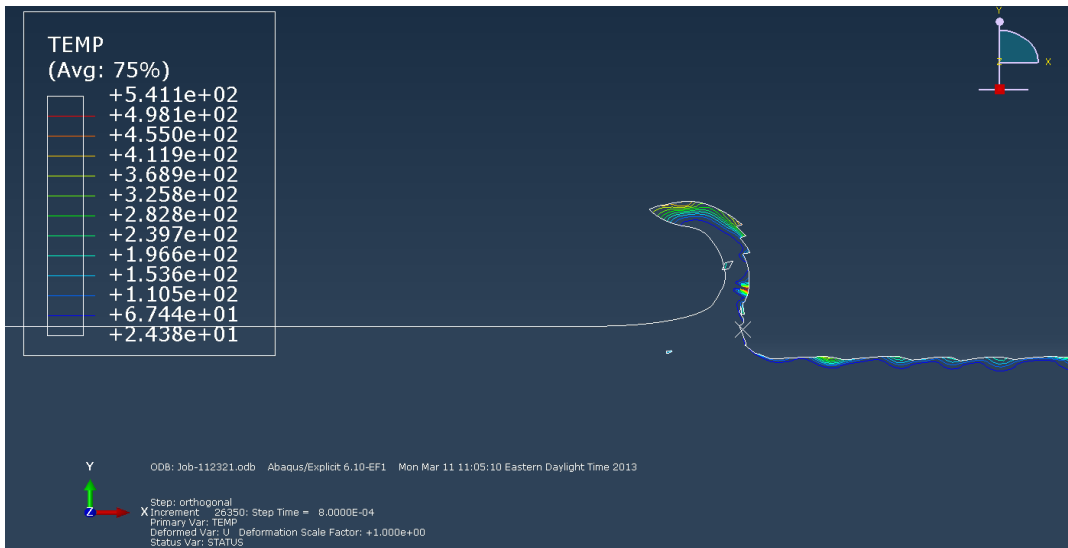 TEMP
(Avg: 75%)
+5.411e+02
+4.981e+02
+4.550e+02
+4.119e+02
+3.689e+02
+3.258e+02
+2.828e+02
+2.397e+02
+1.966e+02
+1.536e+02
+1.105e+02
+6.744e+01
+2.438e+01
Y
Z X
Y
Z X
ODB: Job-112321.odb Abaqus/Explicit 6.10-EF1 Mon Mar 11 11:05:10 Eastern Daylight Time 2013
Step: orthogonal
Increment 26350: Step Time = 8.0000E-04
Primary Var: TEMP
Deformed Var: U Deformation Scale Factor: +1.000e+00
Status Var: STATUS